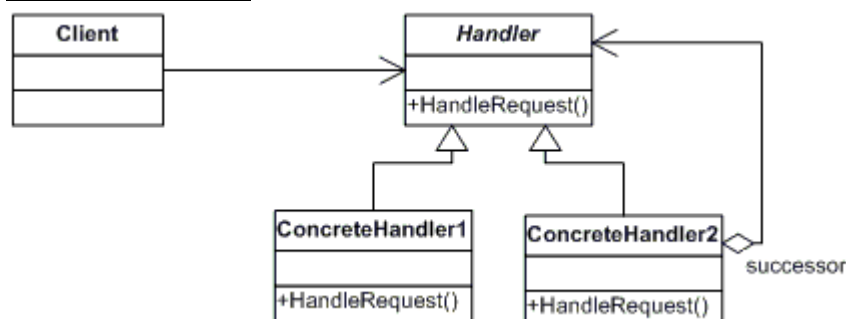 Client
Handler
+HandleRequest()
ConcreteHandler1
+HandleRequest()
ConcreteHandler2
+HandleRequest()
successor